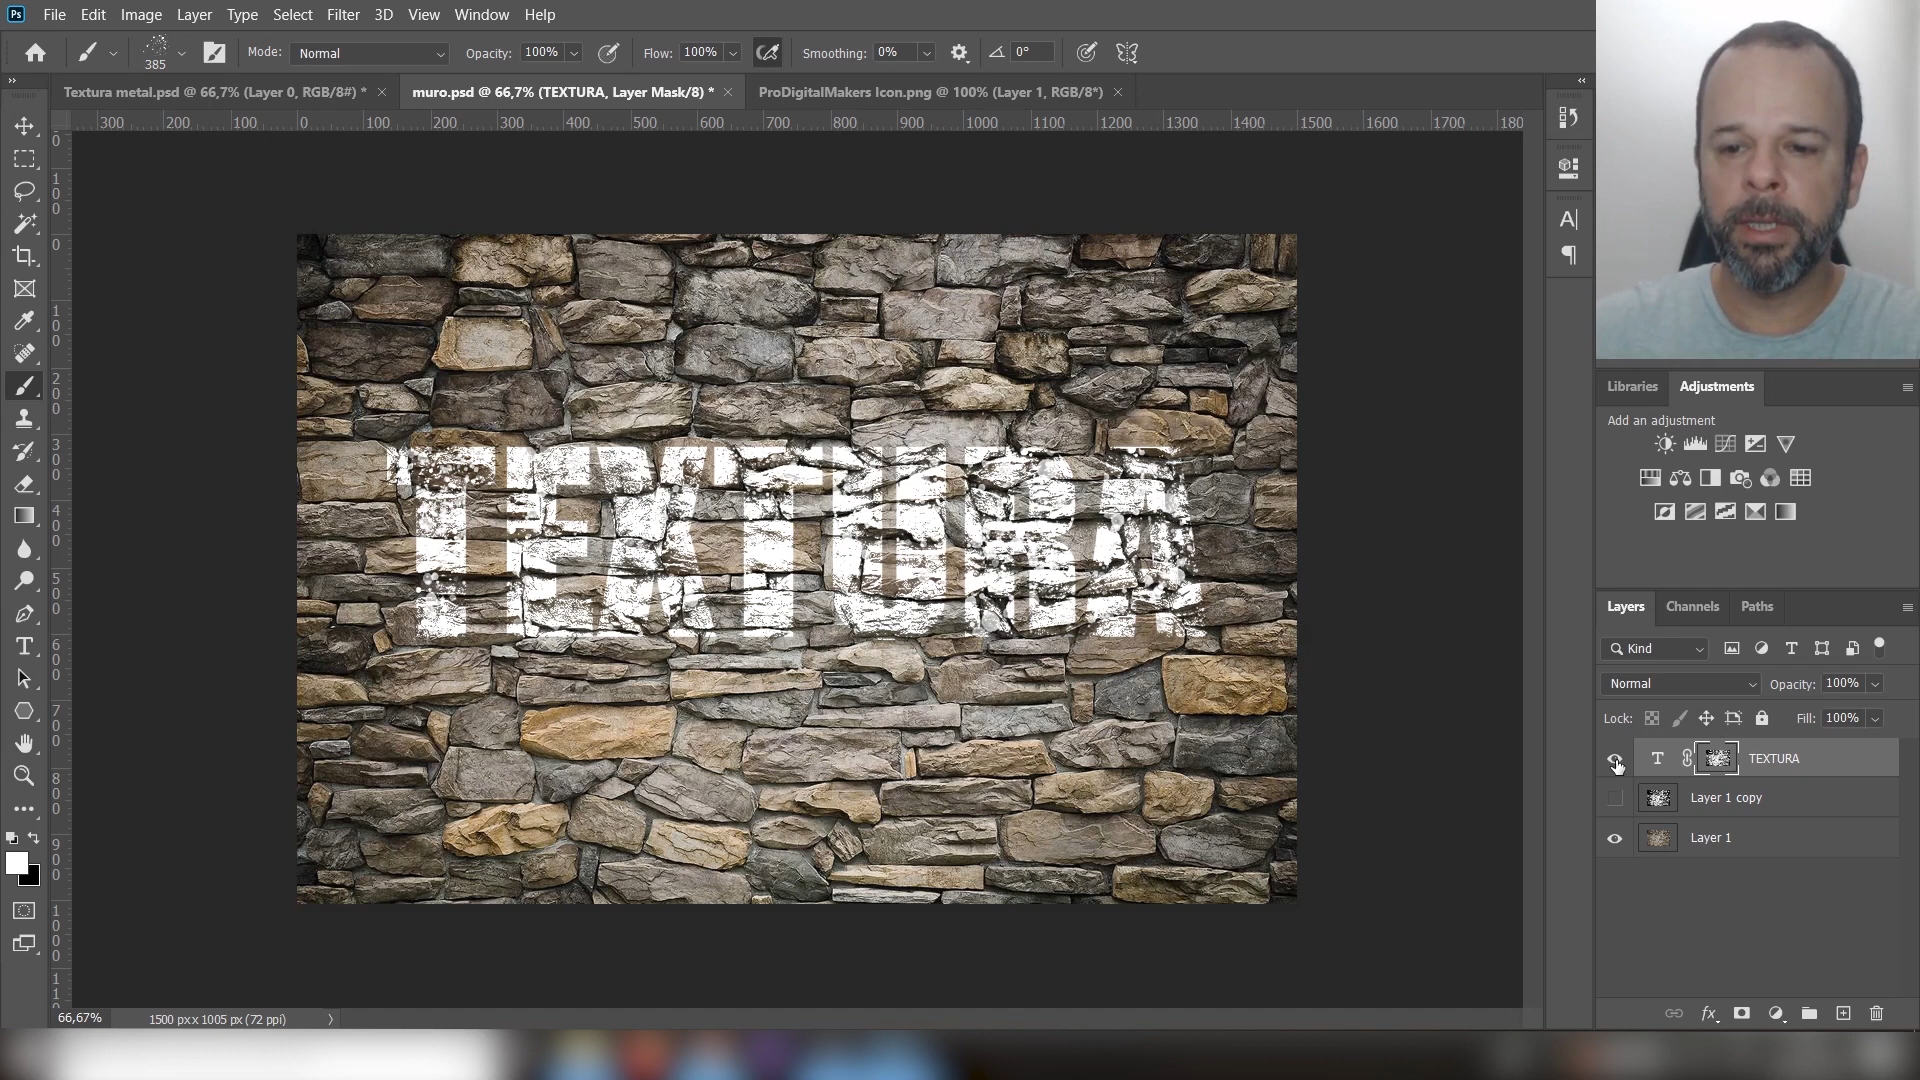 Ps File Edit Image Layer Type Select Filter 3D View Window Help
385 Mode: Normal Opacity: 100% Flow: 100% Smoothing: 0% 0°
Textura metal.psd @ 66,7% (Layer 0, RGB/8#) * muro.psd @ 66,7% (TEXTURA, Layer Mask/8) * ProDigitalMakers Icon.png @ 100% (Layer 1, RGB/8*)
300 200 100 0 100 200 300 400 500 600 700 800 900 1000 1100 1200 1300 1400 1500 1600 1700 180
0
100
0
100
200
300
400
500
600
700
800
900
1000
110
TEXTURA
66,67% 1500 px x 1005 px (72 ppi)
Libraries Adjustments
Add an adjustment
Layers Channels Paths
Kind
Normal Opacity: 100%
Lock: Fill: 100%
TEXTURA
Layer 1 copy
Layer 1
fx